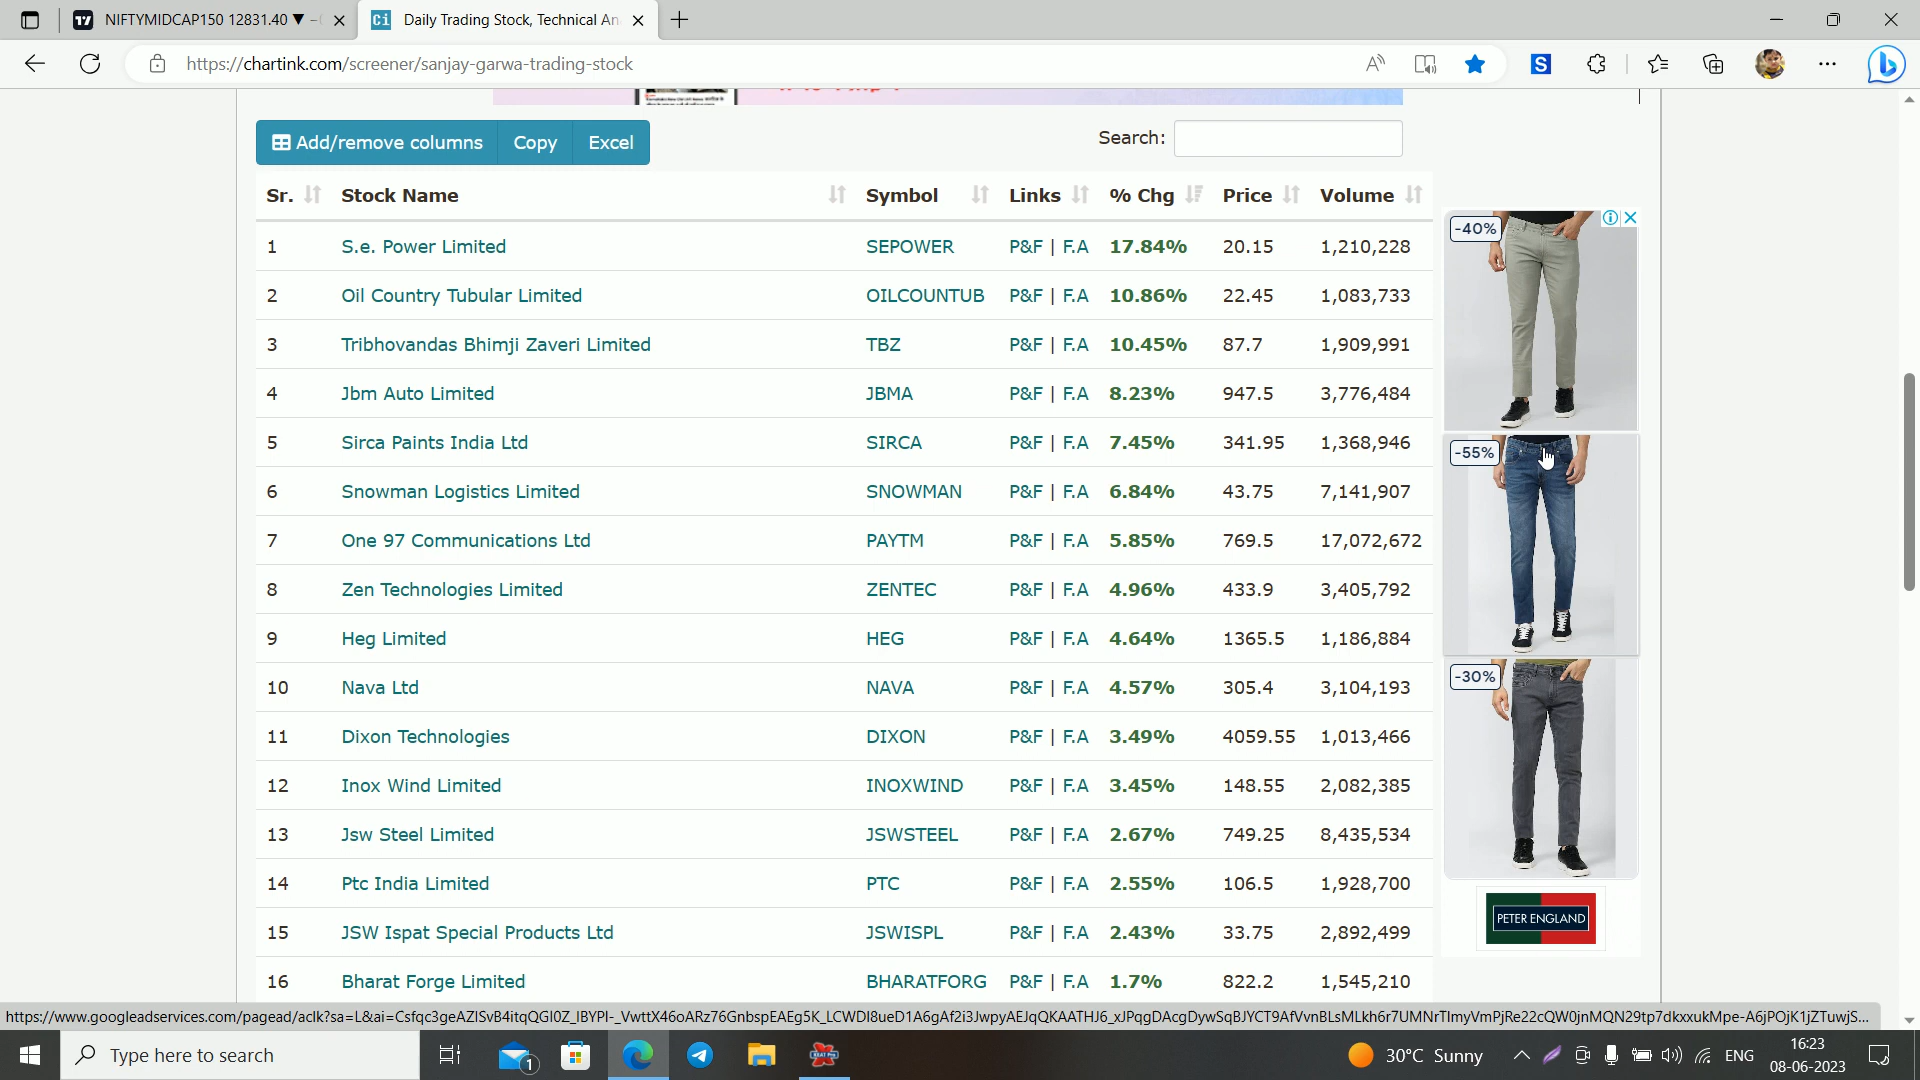 NIFTYMIDCAP150 12831.40 ▼ −
Daily Trading Stock, Technical An
https://chartink.com/screener/sanjay-garwa-trading-stock
Add/remove columns Copy Excel Search:
Sr. Stock Name Symbol Links % Chg Price Volume
1 S.e. Power Limited SEPOWER P&F | F.A 17.84% 20.15 1,210,228
2 Oil Country Tubular Limited OILCOUNTUB P&F | F.A 10.86% 22.45 1,083,733
3 Tribhovandas Bhimji Zaveri Limited TBZ P&F | F.A 10.45% 87.7 1,909,991
4 Jbm Auto Limited JBMA P&F | F.A 8.23% 947.5 3,776,484
5 Sirca Paints India Ltd SIRCA P&F | F.A 7.45% 341.95 1,368,946
6 Snowman Logistics Limited SNOWMAN P&F | F.A 6.84% 43.75 7,141,907
7 One 97 Communications Ltd PAYTM P&F | F.A 5.85% 769.5 17,072,672
8 Zen Technologies Limited ZENTEC P&F | F.A 4.96% 433.9 3,405,792
9 Heg Limited HEG P&F | F.A 4.64% 1365.5 1,186,884
10 Nava Ltd NAVA P&F | F.A 4.57% 305.4 3,104,193
11 Dixon Technologies DIXON P&F | F.A 3.49% 4059.55 1,013,466
12 Inox Wind Limited INOXWIND P&F | F.A 3.45% 148.55 2,082,385
13 Jsw Steel Limited JSWSTEEL P&F | F.A 2.67% 749.25 8,435,534
14 Ptc India Limited PTC P&F | F.A 2.55% 106.5 1,928,700
15 JSW Ispat Special Products Ltd JSWISPL P&F | F.A 2.43% 33.75 2,892,499
16 Bharat Forge Limited BHARATFORG P&F | F.A 1.7% 822.2 1,545,210
-40%
-55%
-30%
PETER ENGLAND
Type here to search
1
30°C Sunny
ENG
16:23
08-06-2023